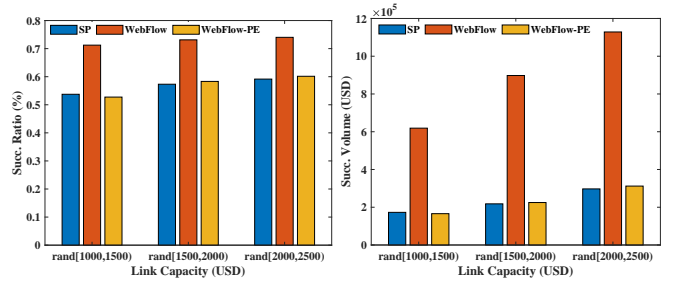 SP WebFlow WebFlow-PE
0.8
0.7
0.6
0.5
0.4
0.3
0.2
0.1
0
Succ. Ratio (%)
rand[1000,1500) rand[1500,2000) rand[2000,2500)
Link Capacity (USD)
×10^5
SP WebFlow WebFlow-PE
12
10
8
6
4
2
0
Succ. Volume (USD)
rand[1000,1500) rand[1500,2000) rand[2000,2500)
Link Capacity (USD)